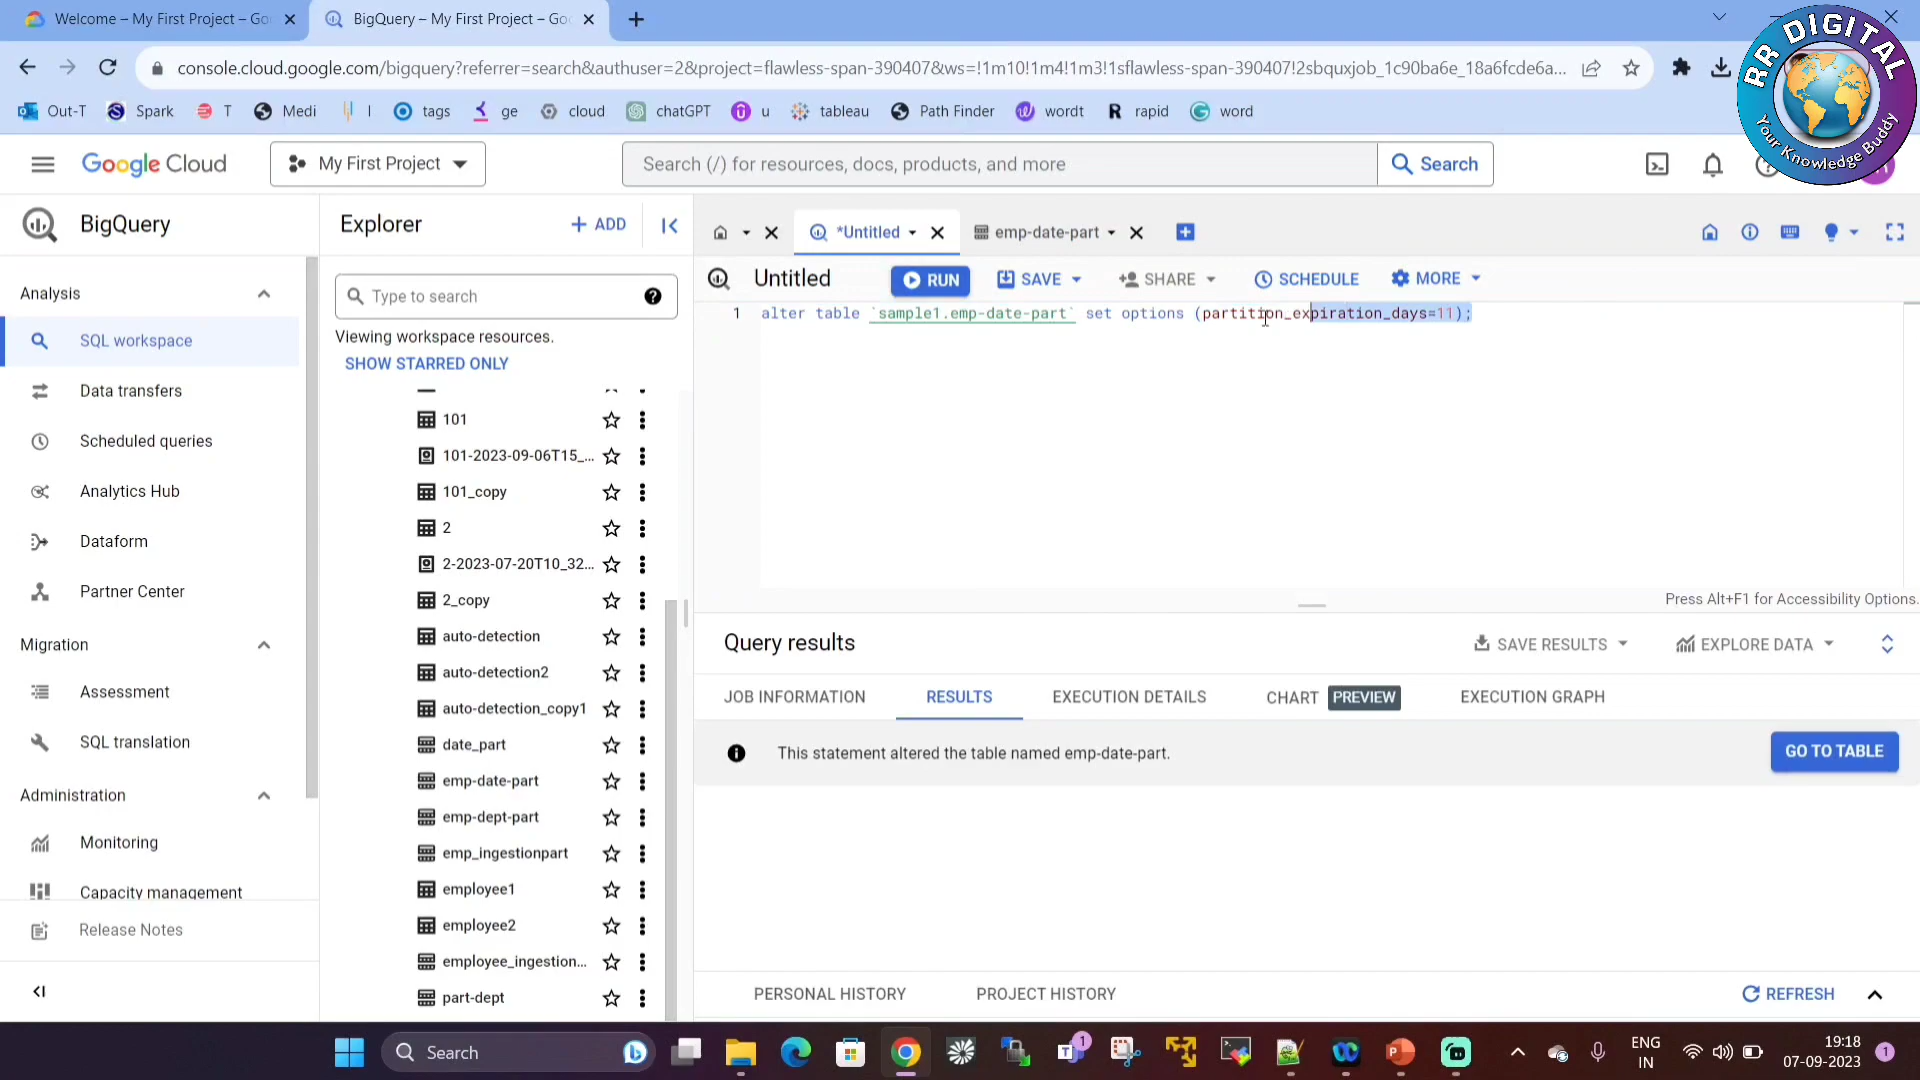 Welcome – My First Project – Go
BigQuery – My First Project – Goo
console.cloud.google.com/bigquery?referrer=search&authuser=2&project=flawless-span-390407&ws=!1m10!1m4!1m3!1sflawless-span-390407!2sbquxjob_1c90ba6e_18a6fcde6a...
Out-T
Spark
T
Medi
I
tags
ge
cloud
chatGPT
u
tableau
Path Finder
wordt
rapid
word
RR DIGITAL
Your Knowledge Buddy
Google Cloud
My First Project
Search (/) for resources, docs, products, and more
Search
BigQuery
Analysis
SQL workspace
Data transfers
Scheduled queries
Analytics Hub
Dataform
Partner Center
Migration
Assessment
SQL translation
Administration
Monitoring
Capacity management
Release Notes
Explorer
+ ADD
Type to search
Viewing workspace resources.
SHOW STARRED ONLY
101
101-2023-09-06T15_...
101_copy
2
2-2023-07-20T10_32...
2_copy
auto-detection
auto-detection2
auto-detection_copy1
date_part
emp-date-part
emp-dept-part
emp_ingestionpart
employee1
employee2
employee_ingestion...
part-dept
*Untitled
emp-date-part
Untitled
RUN
SAVE
SHARE
SCHEDULE
MORE
1 alter table `sample1.emp-date-part` set options (partition_expiration_days=11);
Press Alt+F1 for Accessibility Options.
Query results
SAVE RESULTS
EXPLORE DATA
JOB INFORMATION
RESULTS
EXECUTION DETAILS
CHART PREVIEW
EXECUTION GRAPH
This statement altered the table named emp-date-part.
GO TO TABLE
PERSONAL HISTORY
PROJECT HISTORY
REFRESH
Search
1
ENG
IN
19:18
07-09-2023
1